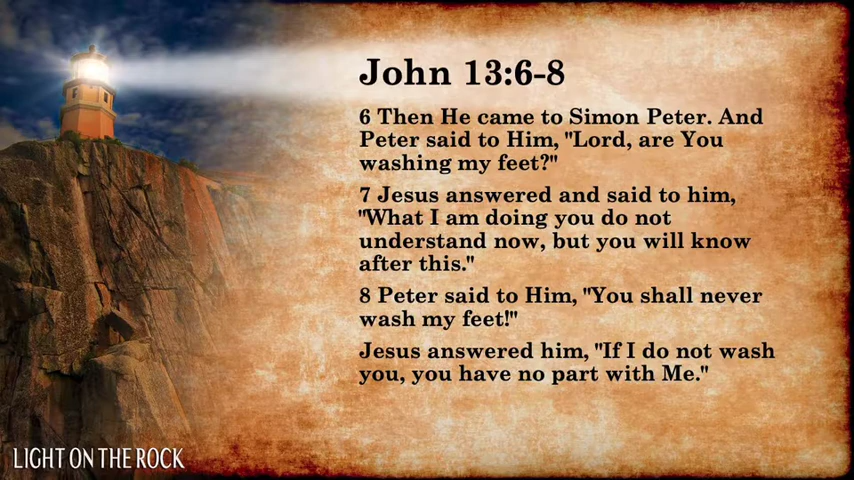 John 13:6-8
6 Then He came to Simon Peter. And
Peter said to Him, "Lord, are You
washing my feet?"
7 Jesus answered and said to him,
"What I am doing you do not
understand now, but you will know
after this."
8 Peter said to Him, "You shall never
wash my feet!"
Jesus answered him, "If I do not wash
you, you have no part with Me."
LIGHT ON THE ROCK